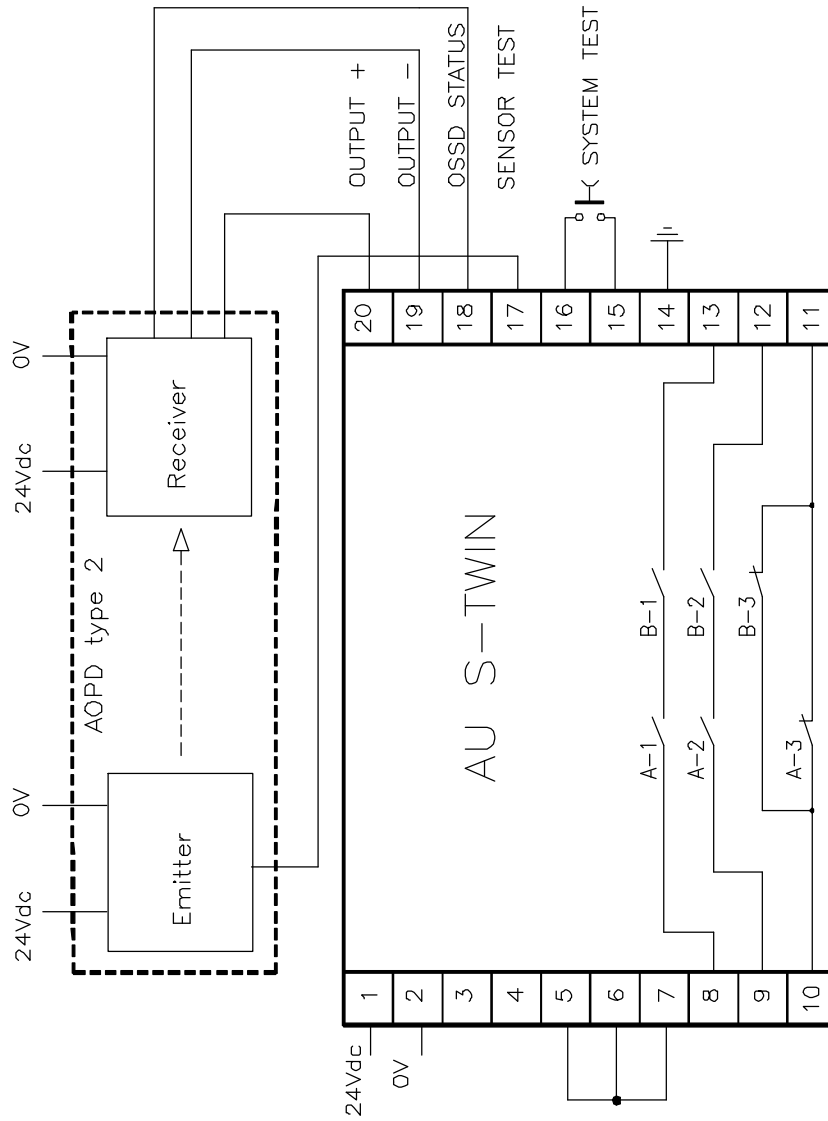 24Vdc
0V
24Vdc
0V
AOPD type 2
Emitter
Receiver
OUTPUT +
OUTPUT -
OSSD STATUS
SENSOR TEST
SYSTEM TEST
24Vdc
0V
AU S-TWIN
1
2
3
4
5
6
7
8
9
10
20
19
18
17
16
15
14
13
12
11
A-1
B-1
A-2
B-2
A-3
B-3